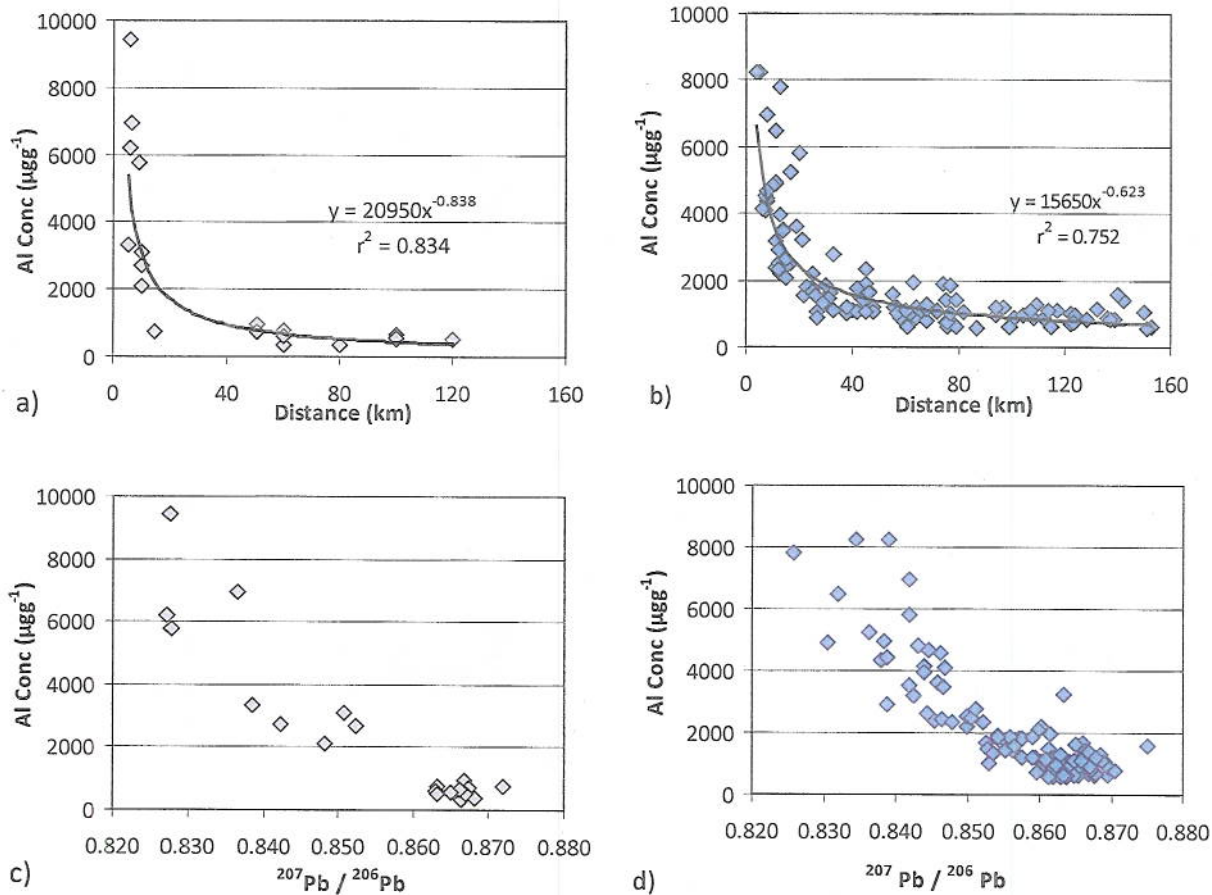 10000
8000
6000
4000
2000
0
Al Conc (µgg⁻¹)
y = 20950x⁻⁰·⁸³⁸
r² = 0.834
0 40 80 120 160
a)
Distance (km)
10000
8000
6000
4000
2000
0
Al Conc (µgg⁻¹)
y = 15650x⁻⁰·⁶²³
r² = 0.752
0 40 80 120 160
b)
Distance (km)
10000
8000
6000
4000
2000
0
Al Conc (µgg⁻¹)
0.820 0.830 0.840 0.850 0.860 0.870 0.880
c)
²⁰⁷Pb / ²⁰⁶Pb
10000
8000
6000
4000
2000
0
Al Conc (µgg⁻¹)
0.820 0.830 0.840 0.850 0.860 0.870 0.880
d)
²⁰⁷Pb / ²⁰⁶Pb